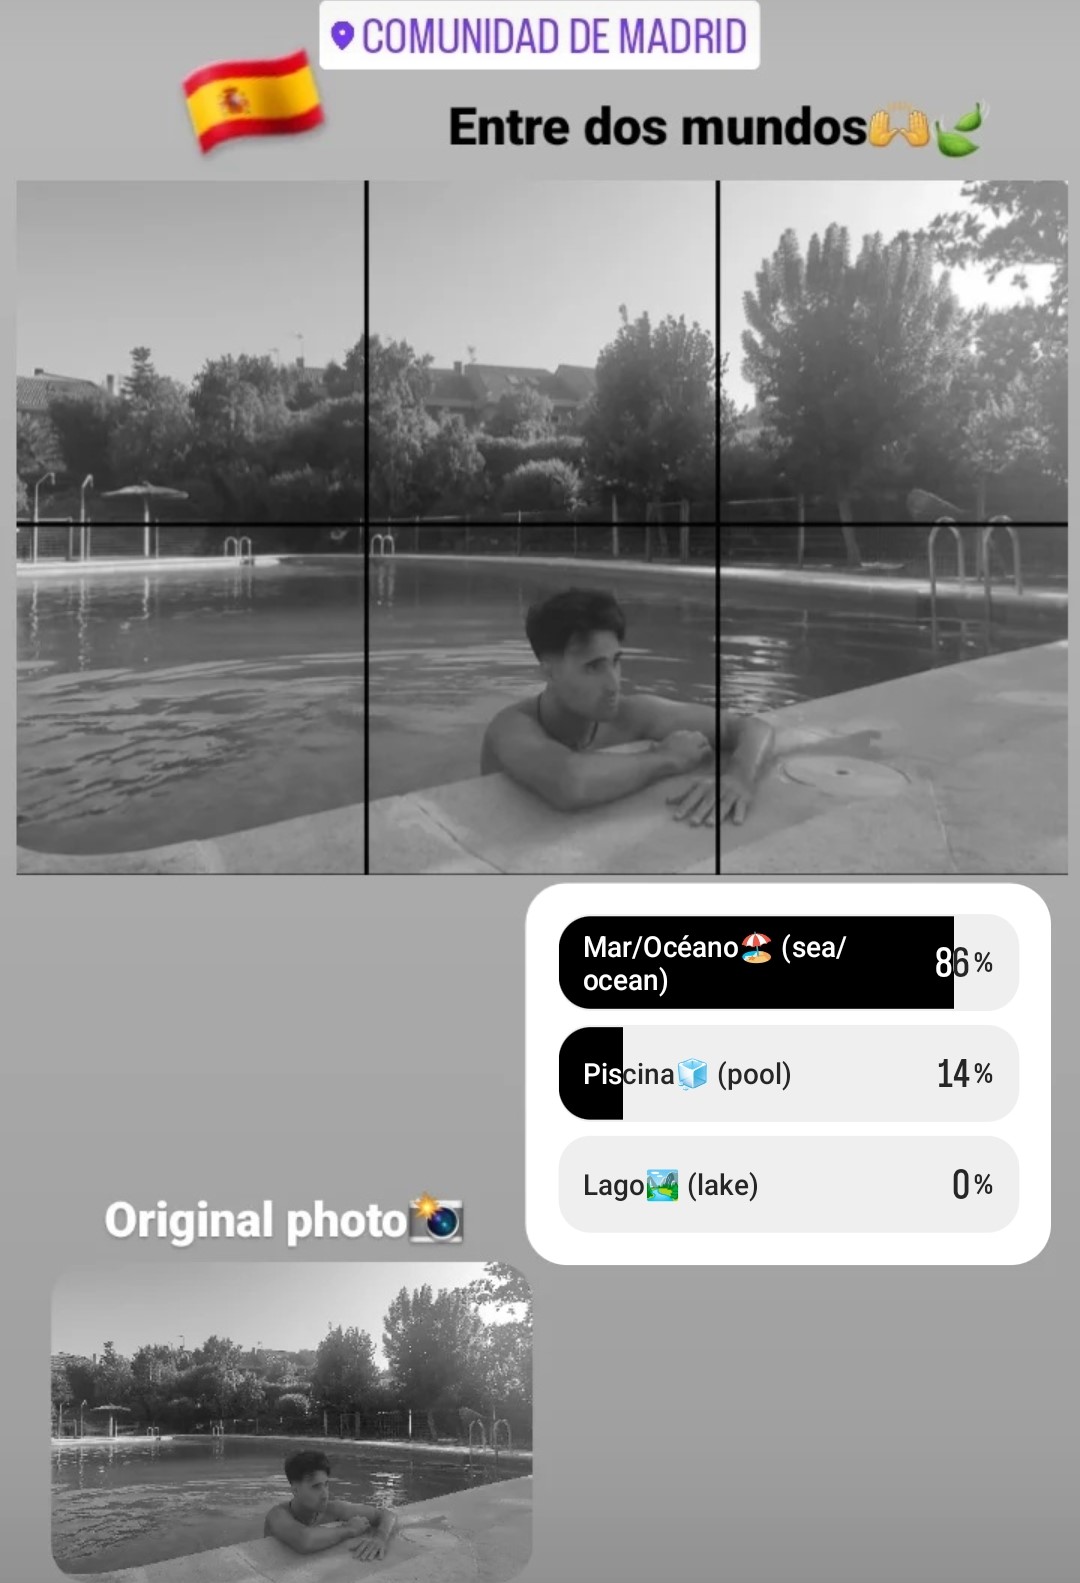 COMUNIDAD DE MADRID
Entre dos mundos🙌🍃
Mar/Océano🏖️ (sea/
ocean)
86%
Piscina🧊 (pool)
14%
Lago🏞️ (lake)
0%
Original photo📸